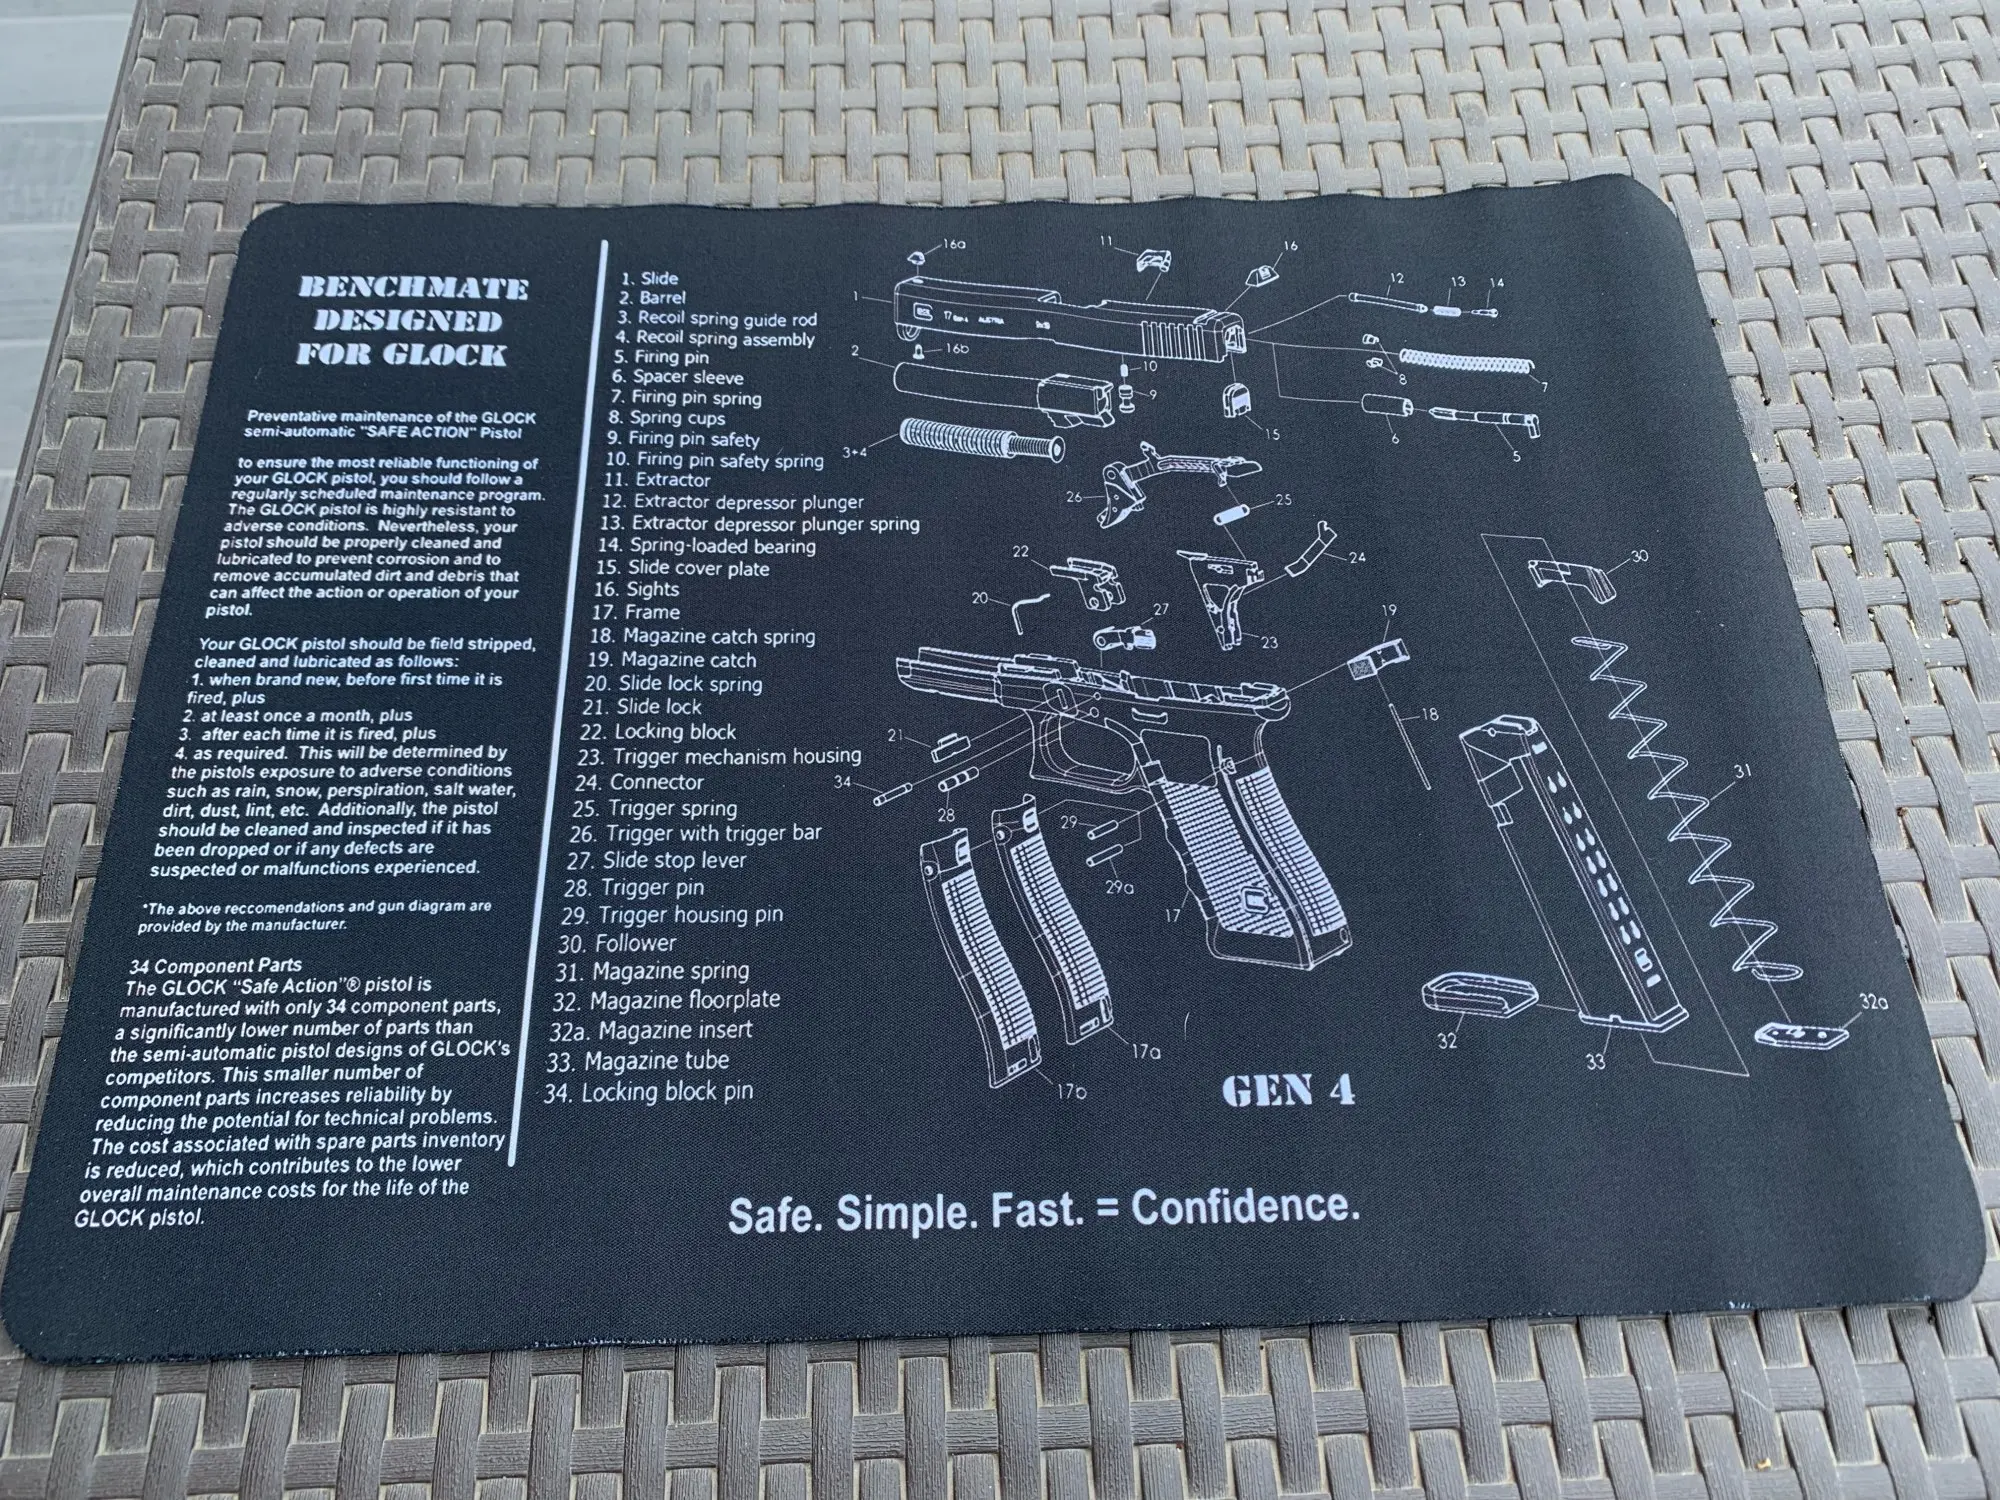 BENCHMATE
DESIGNED
FOR GLOCK
Preventative maintenance of the GLOCK
semi-automatic "SAFE ACTION" Pistol
to ensure the most reliable functioning of
your GLOCK pistol, you should follow a
regularly scheduled maintenance program.
The GLOCK pistol is highly resistant to
adverse conditions. Nevertheless, your
pistol should be properly cleaned and
lubricated to prevent corrosion and to
remove accumulated dirt and debris that
can affect the action or operation of your
pistol.
Your GLOCK pistol should be field stripped,
cleaned and lubricated as follows:
1. when brand new, before first time it is
fired, plus
2. at least once a month, plus
3. after each time it is fired, plus
4. as required. This will be determined by
the pistols exposure to adverse conditions
such as rain, snow, perspiration, salt water,
dirt, dust, lint, etc. Additionally, the pistol
should be cleaned and inspected if it has
been dropped or if any defects are
suspected or malfunctions experienced.
*The above reccomendations and gun diagram are
provided by the manufacturer.
34 Component Parts
The GLOCK "Safe Action"® pistol is
manufactured with only 34 component parts,
a significantly lower number of parts than
the semi-automatic pistol designs of GLOCK's
competitors. This smaller number of
component parts increases reliability by
reducing the potential for technical problems.
The cost associated with spare parts inventory
is reduced, which contributes to the lower
overall maintenance costs for the life of the
GLOCK pistol.
1. Slide
2. Barrel
3. Recoil spring guide rod
4. Recoil spring assembly
5. Firing pin
6. Spacer sleeve
7. Firing pin spring
8. Spring cups
9. Firing pin safety
10. Firing pin safety spring
11. Extractor
12. Extractor depressor plunger
13. Extractor depressor plunger spring
14. Spring-loaded bearing
15. Slide cover plate
16. Sights
17. Frame
18. Magazine catch spring
19. Magazine catch
20. Slide lock spring
21. Slide lock
22. Locking block
23. Trigger mechanism housing
24. Connector
25. Trigger spring
26. Trigger with trigger bar
27. Slide stop lever
28. Trigger pin
29. Trigger housing pin
30. Follower
31. Magazine spring
32. Magazine floorplate
32a. Magazine insert
33. Magazine tube
34. Locking block pin
16a
11
16
12
13
14
1
17 Gen 4 AUSTRIA
2
16b
10
9
8
7
3+4
15
6
5
26
25
22
24
30
20
27
23
19
18
21
34
28
29
29a
31
17
17a
17b
32
33
32a
GEN 4
Safe. Simple. Fast. = Confidence.